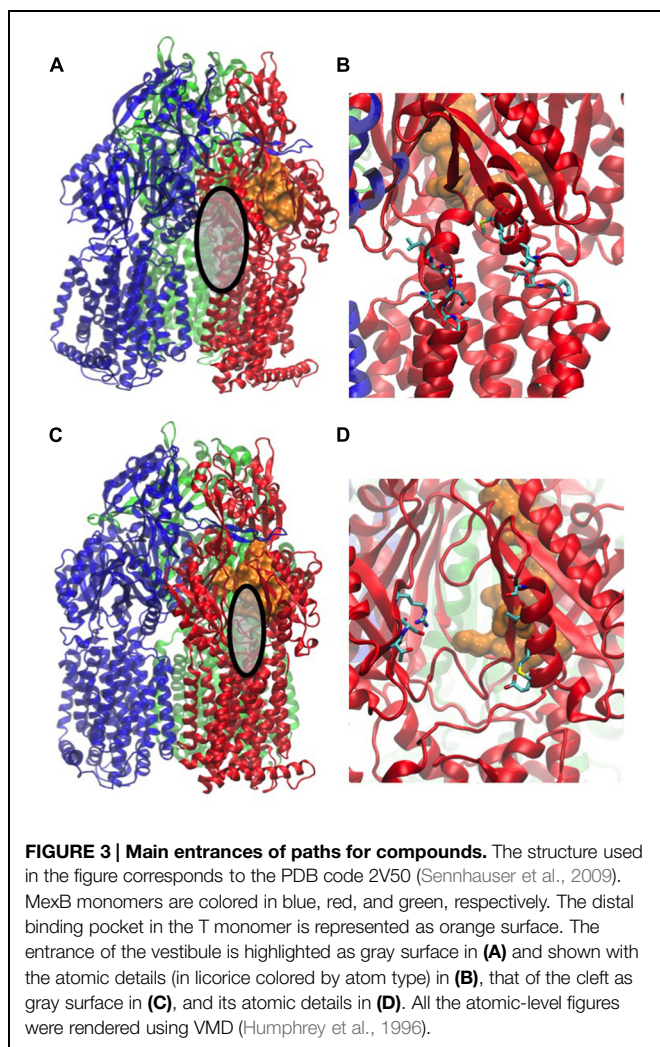 A
B
C
D
FIGURE 3 | Main entrances of paths for compounds. The structure used
in the figure corresponds to the PDB code 2V50 (Sennhauser et al., 2009).
MexB monomers are colored in blue, red, and green, respectively. The distal
binding pocket in the T monomer is represented as orange surface. The
entrance of the vestibule is highlighted as gray surface in (A) and shown with
the atomic details (in licorice colored by atom type) in (B), that of the cleft as
gray surface in (C), and its atomic details in (D). All the atomic-level figures
were rendered using VMD (Humphrey et al., 1996).